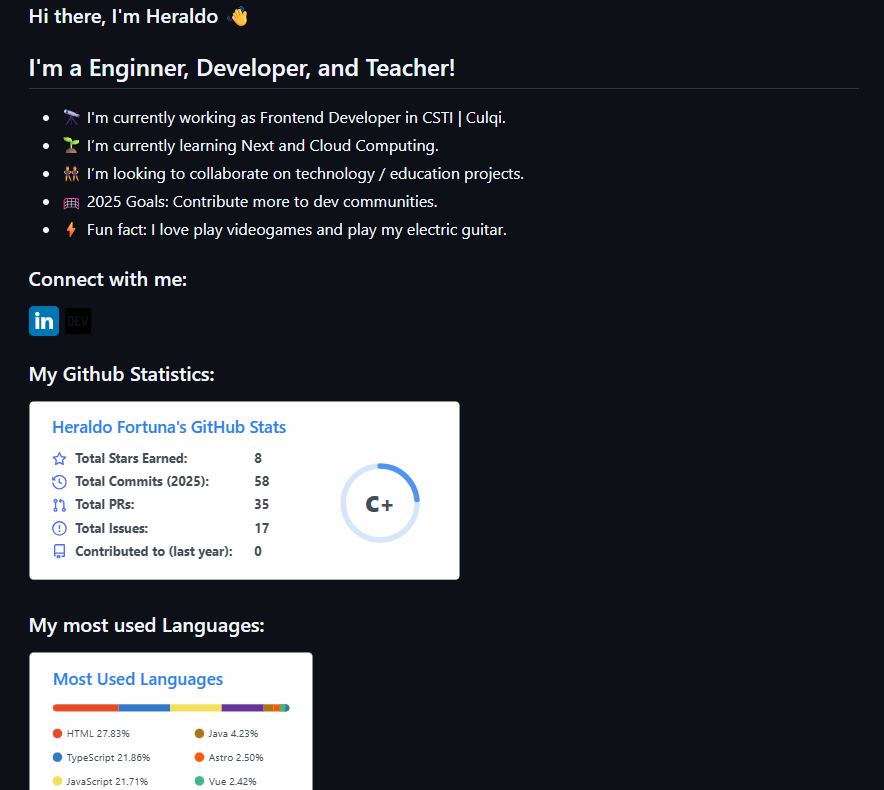 Hi there, I'm Heraldo 👋
I'm a Enginner, Developer, and Teacher!
🔭 I'm currently working as Frontend Developer in CSTI | Culqi.
🌱 I'm currently learning Next and Cloud Computing.
👯 I'm looking to collaborate on technology / education projects.
🥅 2025 Goals: Contribute more to dev communities.
⚡ Fun fact: I love play videogames and play my electric guitar.
Connect with me:
in DEV
My Github Statistics:
Heraldo Fortuna's GitHub Stats
Total Stars Earned: 8
Total Commits (2025): 58
Total PRs: 35
Total Issues: 17
Contributed to (last year): 0
C+
My most used Languages:
Most Used Languages
HTML 27.83% Java 4.23%
TypeScript 21.86% Astro 2.50%
JavaScript 21.71% Vue 2.42%